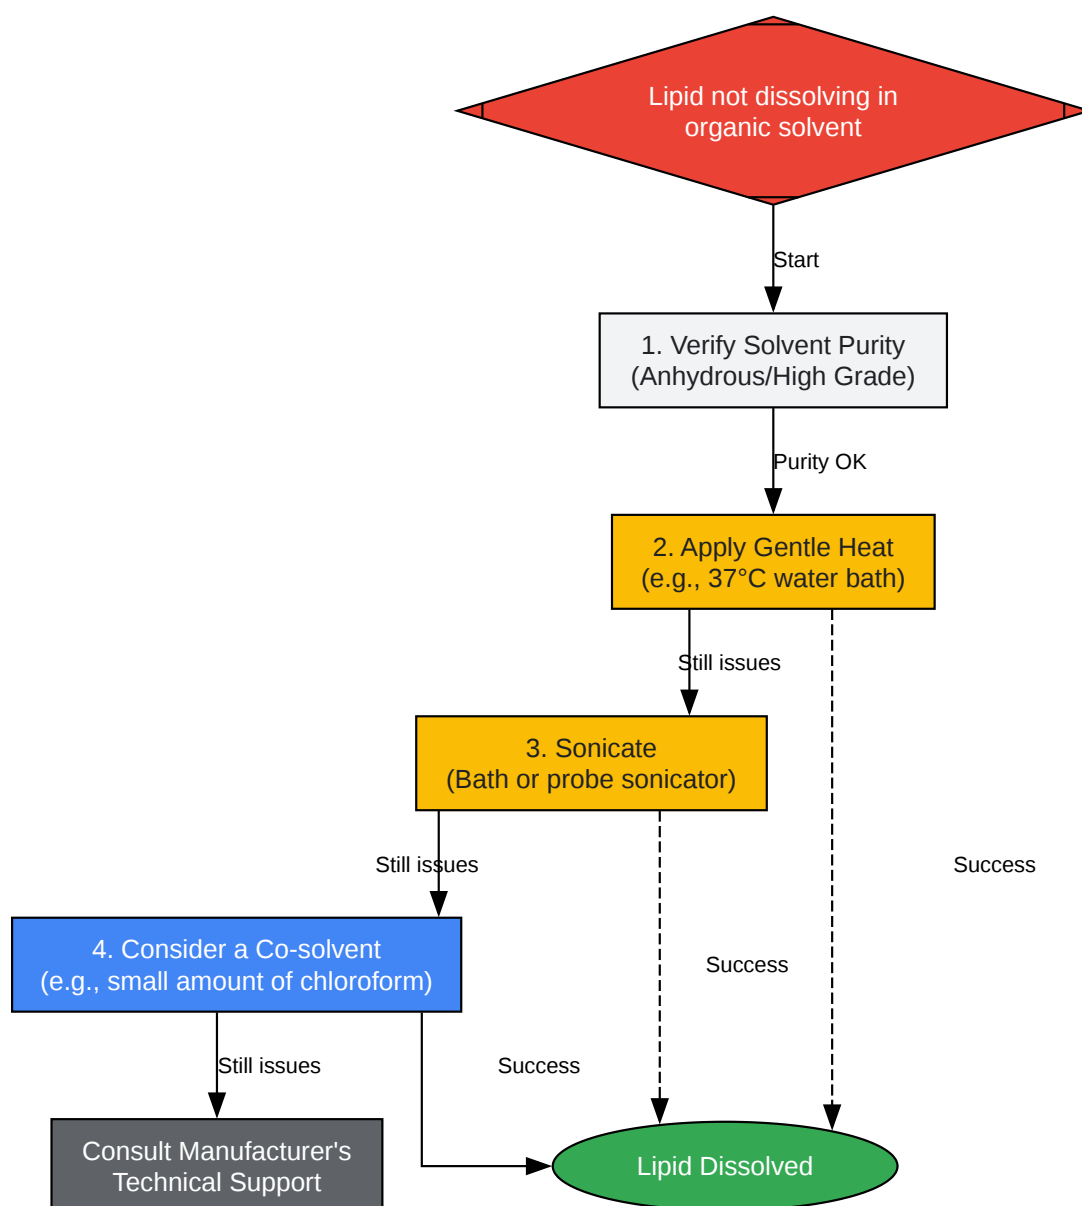 Lipid not dissolving in
organic solvent
Start
1. Verify Solvent Purity
(Anhydrous/High Grade)
Purity OK
2. Apply Gentle Heat
(e.g., 37°C water bath)
Still issues
3. Sonicate
(Bath or probe sonicator)
Still issues
Success
4. Consider a Co-solvent
(e.g., small amount of chloroform)
Success
Still issues
Success
Consult Manufacturer's
Technical Support
Lipid Dissolved